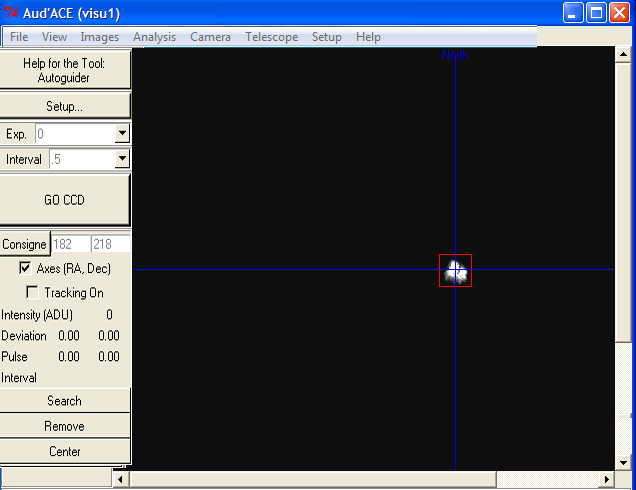 Aud'ACE (visu1)
File View Images Analysis Camera Telescope Setup Help
Help for the Tool:
Autoguider
Setup...
Exp. 0
Interval .5
GO CCD
Consigne 182 218
Axes (RA, Dec)
Tracking On
Intensity (ADU) 0
Deviation 0.00 0.00
Pulse 0.00 0.00
Interval
Search
Remove
Center
North